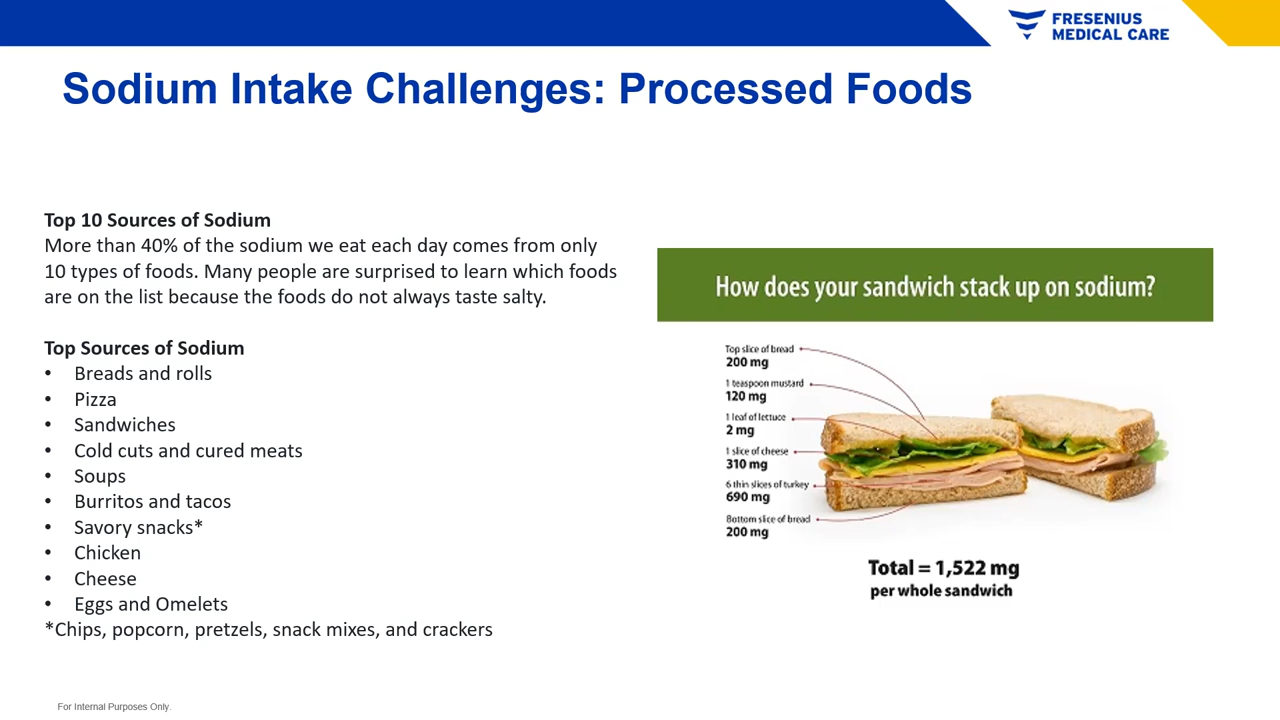 FRESENIUS
MEDICAL CARE
Sodium Intake Challenges: Processed Foods
Top 10 Sources of Sodium
More than 40% of the sodium we eat each day comes from only
10 types of foods. Many people are surprised to learn which foods
are on the list because the foods do not always taste salty.
Top Sources of Sodium
• Breads and rolls
• Pizza
• Sandwiches
• Cold cuts and cured meats
• Soups
• Burritos and tacos
• Savory snacks*
• Chicken
• Cheese
• Eggs and Omelets
*Chips, popcorn, pretzels, snack mixes, and crackers
How does your sandwich stack up on sodium?
Top slice of bread
200 mg
1 teaspoon mustard
120 mg
1 leaf of lettuce
2 mg
1 slice of cheese
310 mg
6 thin slices of turkey
690 mg
Bottom slice of bread
200 mg
Total = 1,522 mg
per whole sandwich
For Internal Purposes Only.